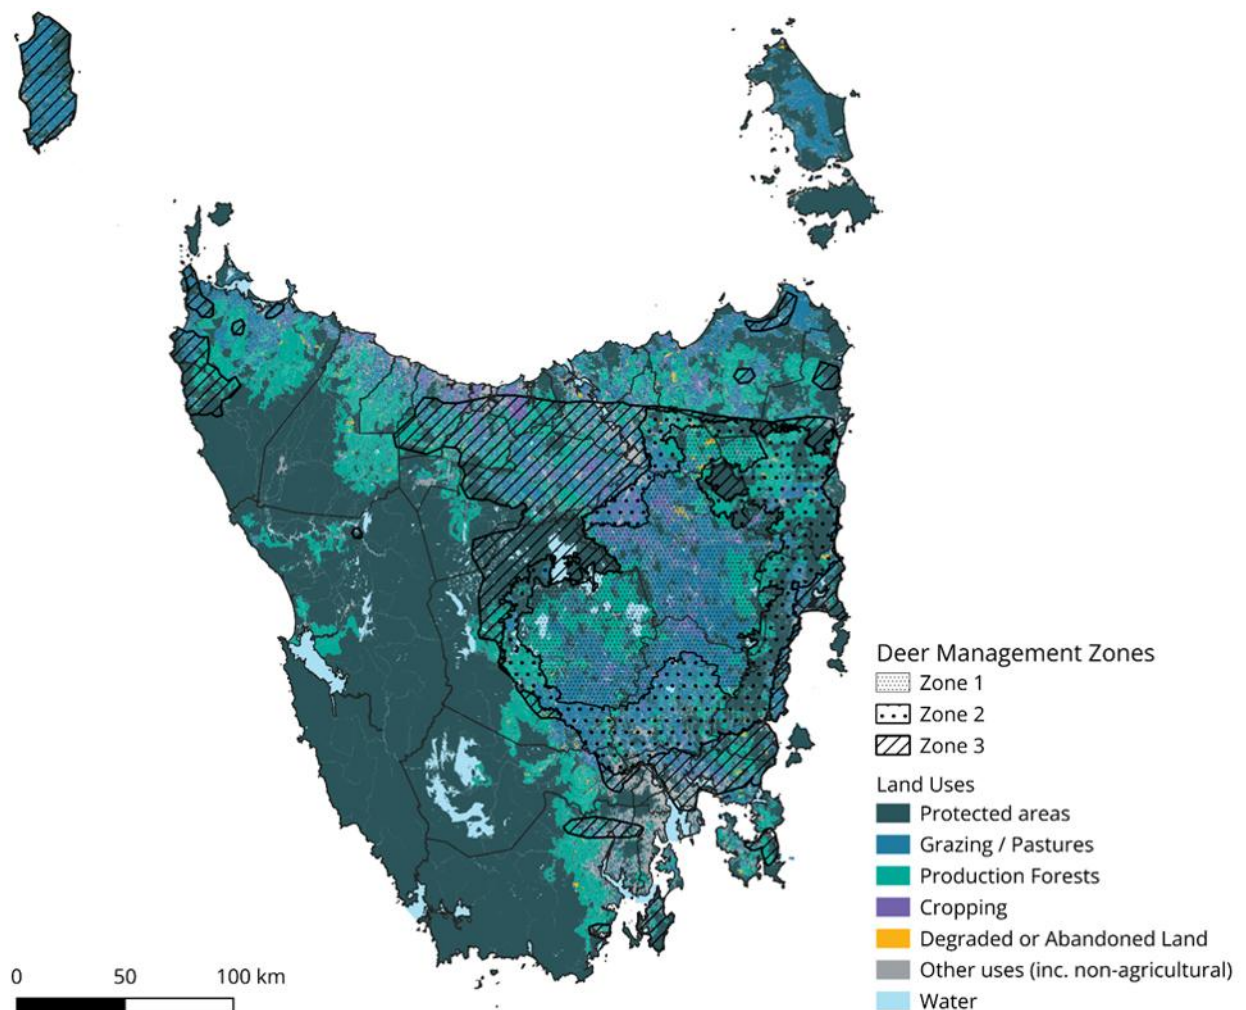 Deer Management Zones
Zone 1
Zone 2
Zone 3
Land Uses
Protected areas
Grazing / Pastures
Production Forests
Cropping
Degraded or Abandoned Land
Other uses (inc. non-agricultural)
Water
0 50 100 km